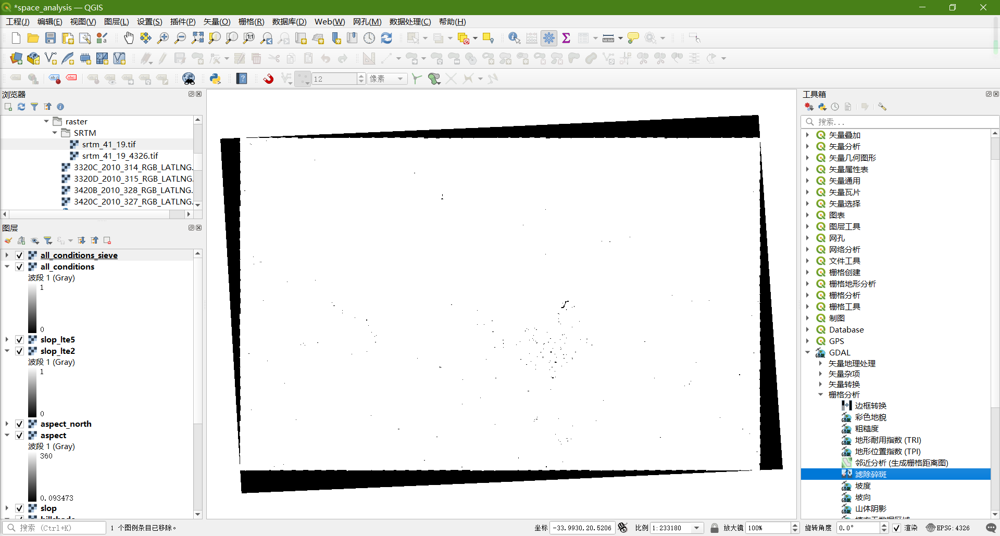 *space_analysis — QGIS
工程(J) 编辑(E) 视图(V) 图层(L) 设置(S) 插件(P) 矢量(O) 栅格(R) 数据库(D) Web(W) 网孔(M) 数据处理(C) 帮助(H)
12 像素
浏览器
raster
SRTM
srtm_41_19.tif
srtm_41_19_4326.tif
3320C_2010_314_RGB_LATLNG.
3320D_2010_315_RGB_LATLNG.
3420B_2010_328_RGB_LATLNG.
3420C_2010_327_RGB_LATLNG.
图层
all_conditions_sieve
all_conditions
波段 1 (Gray)
1
0
slop_lte5
slop_lte2
波段 1 (Gray)
1
0
aspect_north
aspect
波段 1 (Gray)
360
0.093473
slop
工具箱
搜索...
矢量叠加
矢量分析
矢量几何图形
矢量属性表
矢量通用
矢量瓦片
矢量选择
图表
图层工具
网孔
网络分析
文件工具
栅格创建
栅格地形分析
栅格分析
栅格工具
制图
Database
GPS
GDAL
矢量地理处理
矢量杂项
矢量转换
栅格分析
边框转换
彩色地貌
粗糙度
地形耐用指数 (TRI)
地形位置指数 (TPI)
邻近分析 (生成栅格距离图)
滤除碎斑
坡度
坡向
山体阴影
搜索 (Ctrl+K) 1 个图例条目已移除。 坐标 -33.9930,20.5206 比例 1:233180 放大镜 100% 旋转角度 0.0° 渲染 EPSG:4326